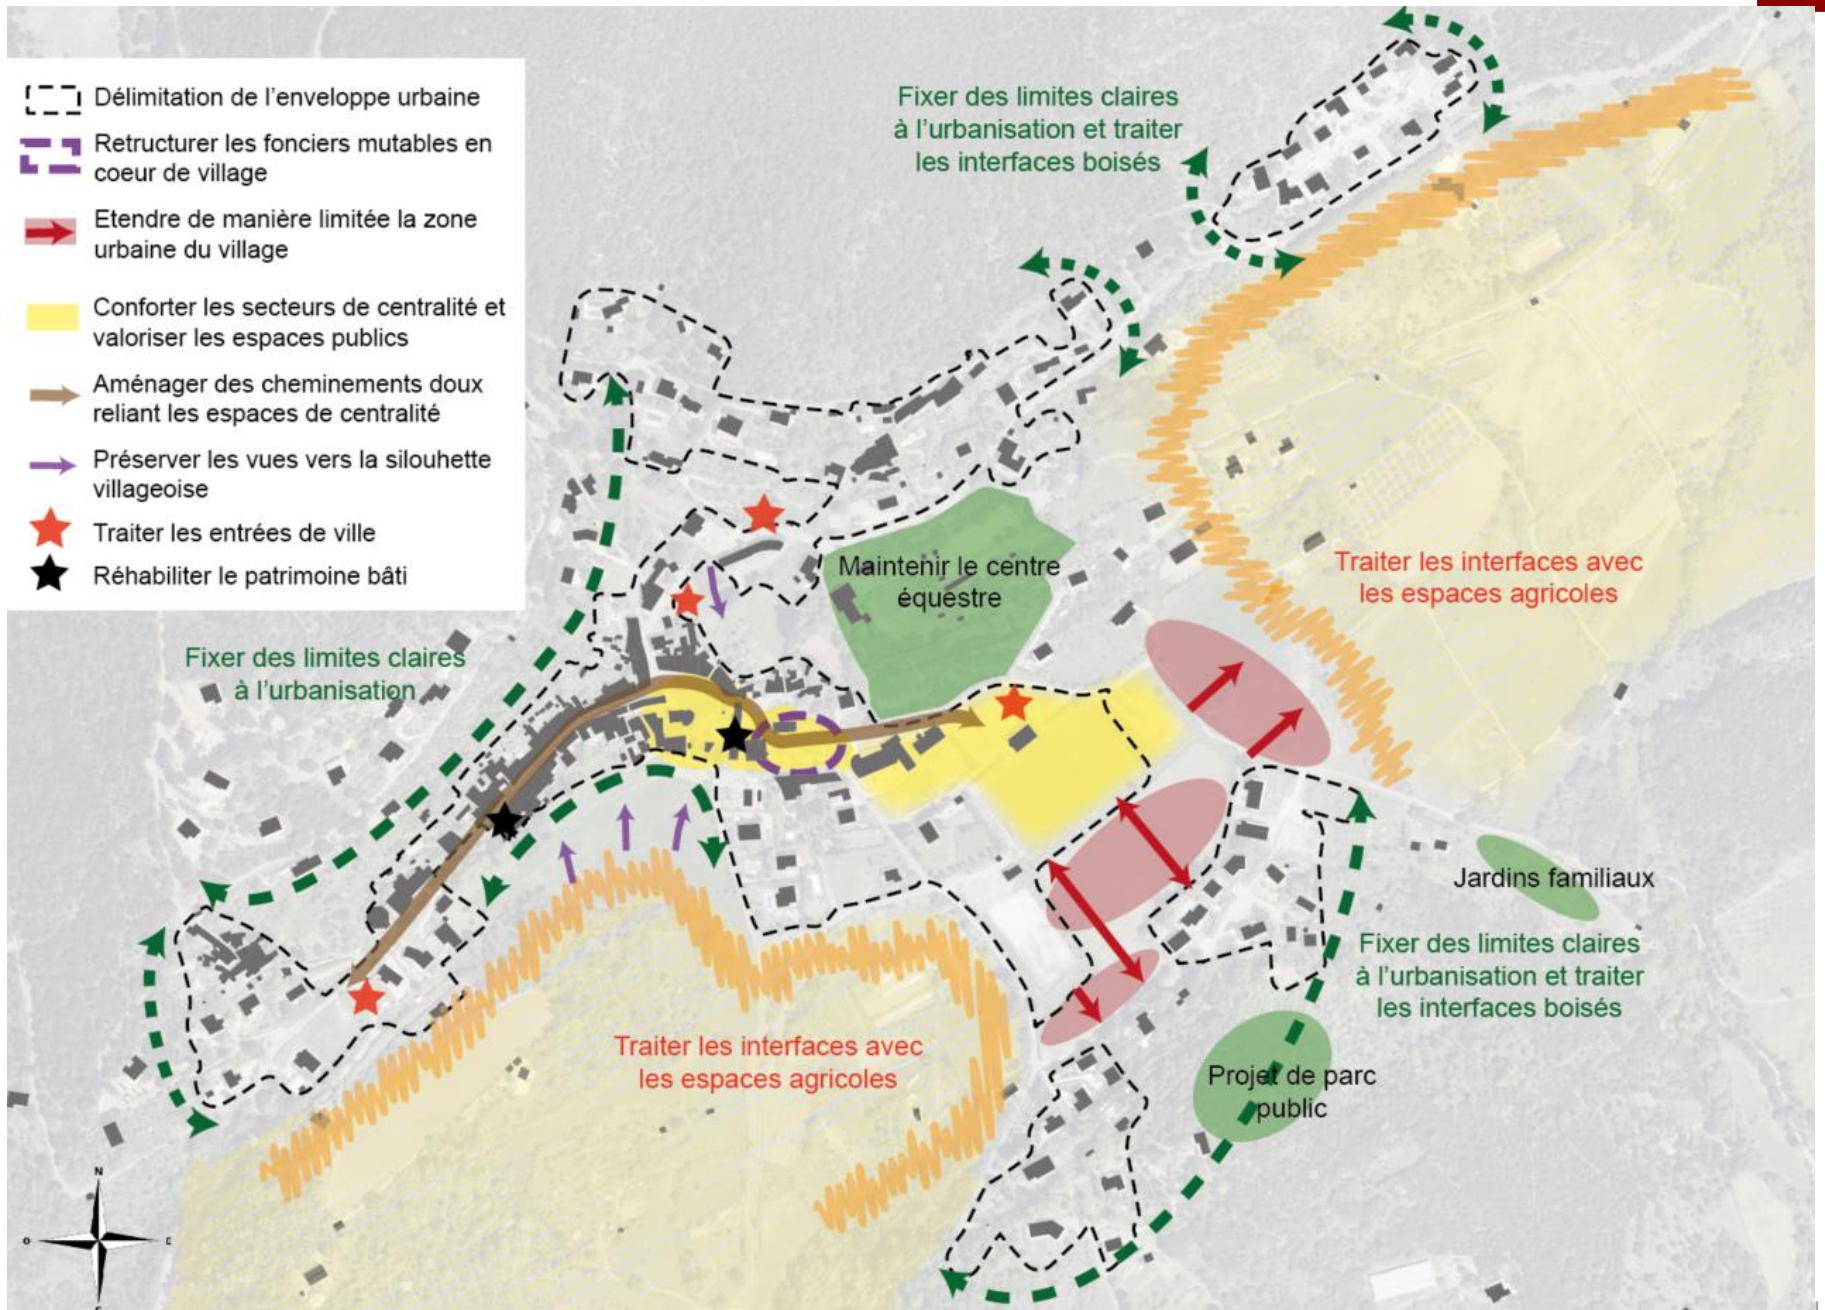 Délimitation de l'enveloppe urbaine
Retructurer les fonciers mutables en
coeur de village
Etendre de manière limitée la zone
urbaine du village
Conforter les secteurs de centralité et
valoriser les espaces publics
Aménager des cheminements doux
reliant les espaces de centralité
Préserver les vues vers la silouhette
villageoise
Traiter les entrées de ville
Réhabiliter le patrimoine bâti
Fixer des limites claires
à l'urbanisation et traiter
les interfaces boisés
Maintenir le centre
équestre
Traiter les interfaces avec
les espaces agricoles
Fixer des limites claires
à l'urbanisation
Jardins familiaux
Fixer des limites claires
à l'urbanisation et traiter
les interfaces boisés
Traiter les interfaces avec
les espaces agricoles
Projet de parc
public
N
O